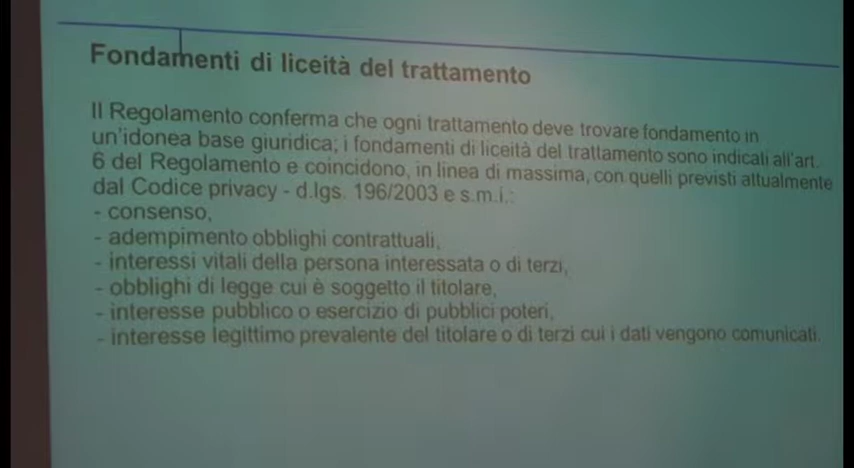 Fondamenti di liceità del trattamento
Il Regolamento conferma che ogni trattamento deve trovare fondamento in
un'idonea base giuridica; i fondamenti di liceità del trattamento sono indicati all'art.
6 del Regolamento e coincidono, in linea di massima, con quelli previsti attualmente
dal Codice privacy - d.lgs. 196/2003 e s.m.i.:
- consenso,
- adempimento obblighi contrattuali,
- interessi vitali della persona interessata o di terzi,
- obblighi di legge cui è soggetto il titolare,
- interesse pubblico o esercizio di pubblici poteri,
- interesse legittimo prevalente del titolare o di terzi cui i dati vengono comunicati.